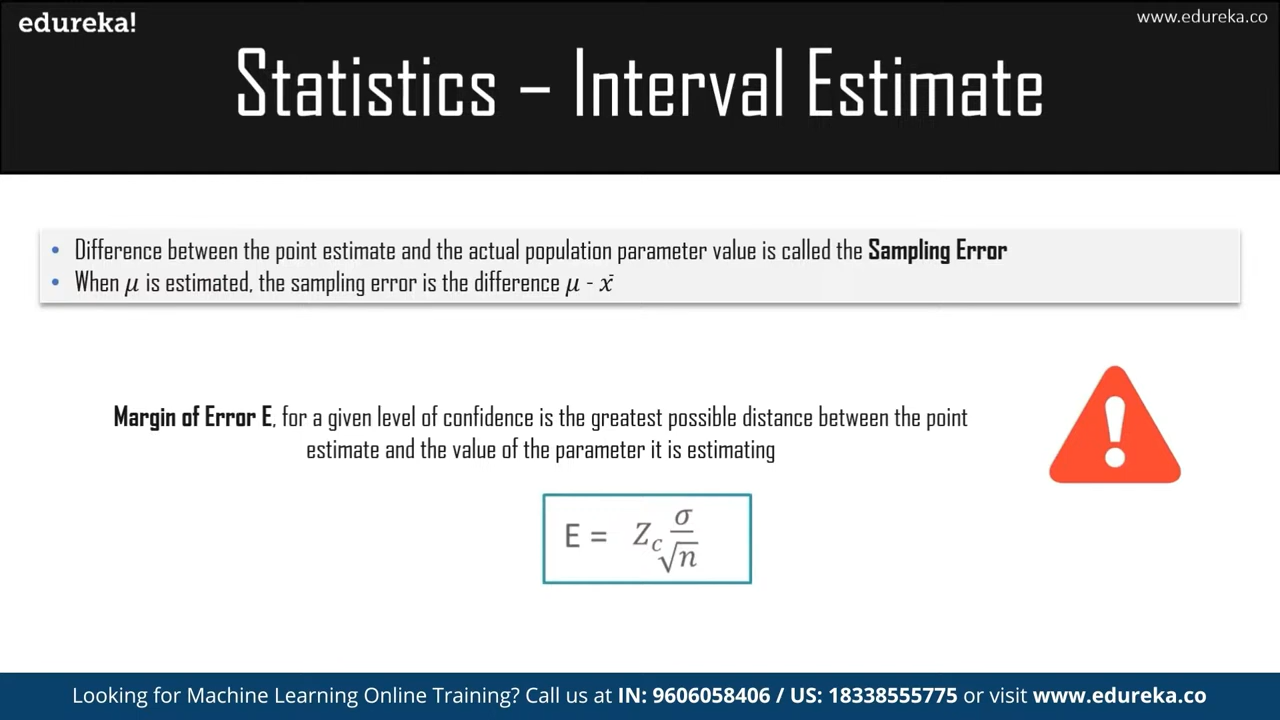 edureka!
www.edureka.co
Statistics – Interval Estimate
• Difference between the point estimate and the actual population parameter value is called the Sampling Error
• When μ is estimated, the sampling error is the difference μ - x̄
Margin of Error E, for a given level of confidence is the greatest possible distance between the point
estimate and the value of the parameter it is estimating
E = Z_c σ/√n
Looking for Machine Learning Online Training? Call us at IN: 9606058406 / US: 18338555775 or visit www.edureka.co